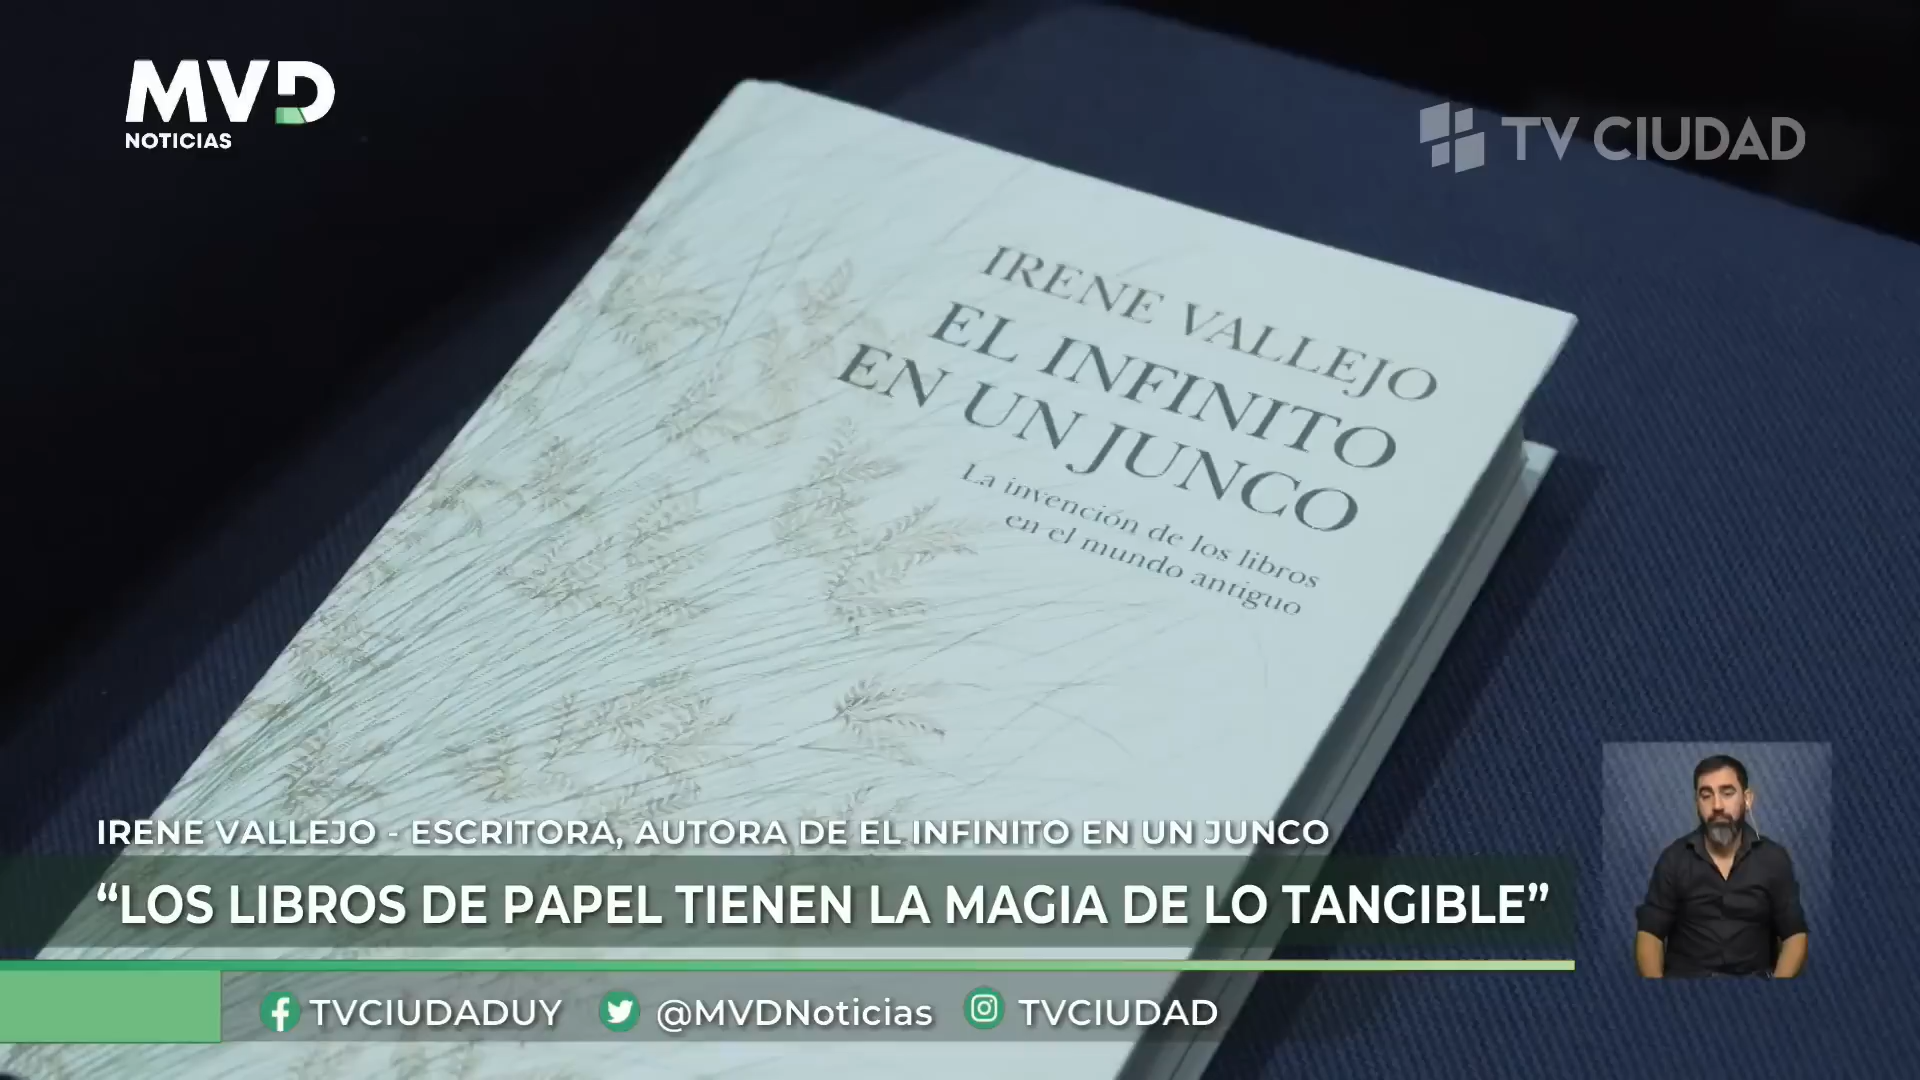 MVD
NOTICIAS
TV CIUDAD
IRENE VALLEJO
EL INFINITO
EN UN JUNCO
La invención de los libros
en el mundo antiguo
IRENE VALLEJO - ESCRITORA, AUTORA DE EL INFINITO EN UN JUNCO
“LOS LIBROS DE PAPEL TIENEN LA MAGIA DE LO TANGIBLE”
TVCIUDADUY @MVDNoticias TVCIUDAD